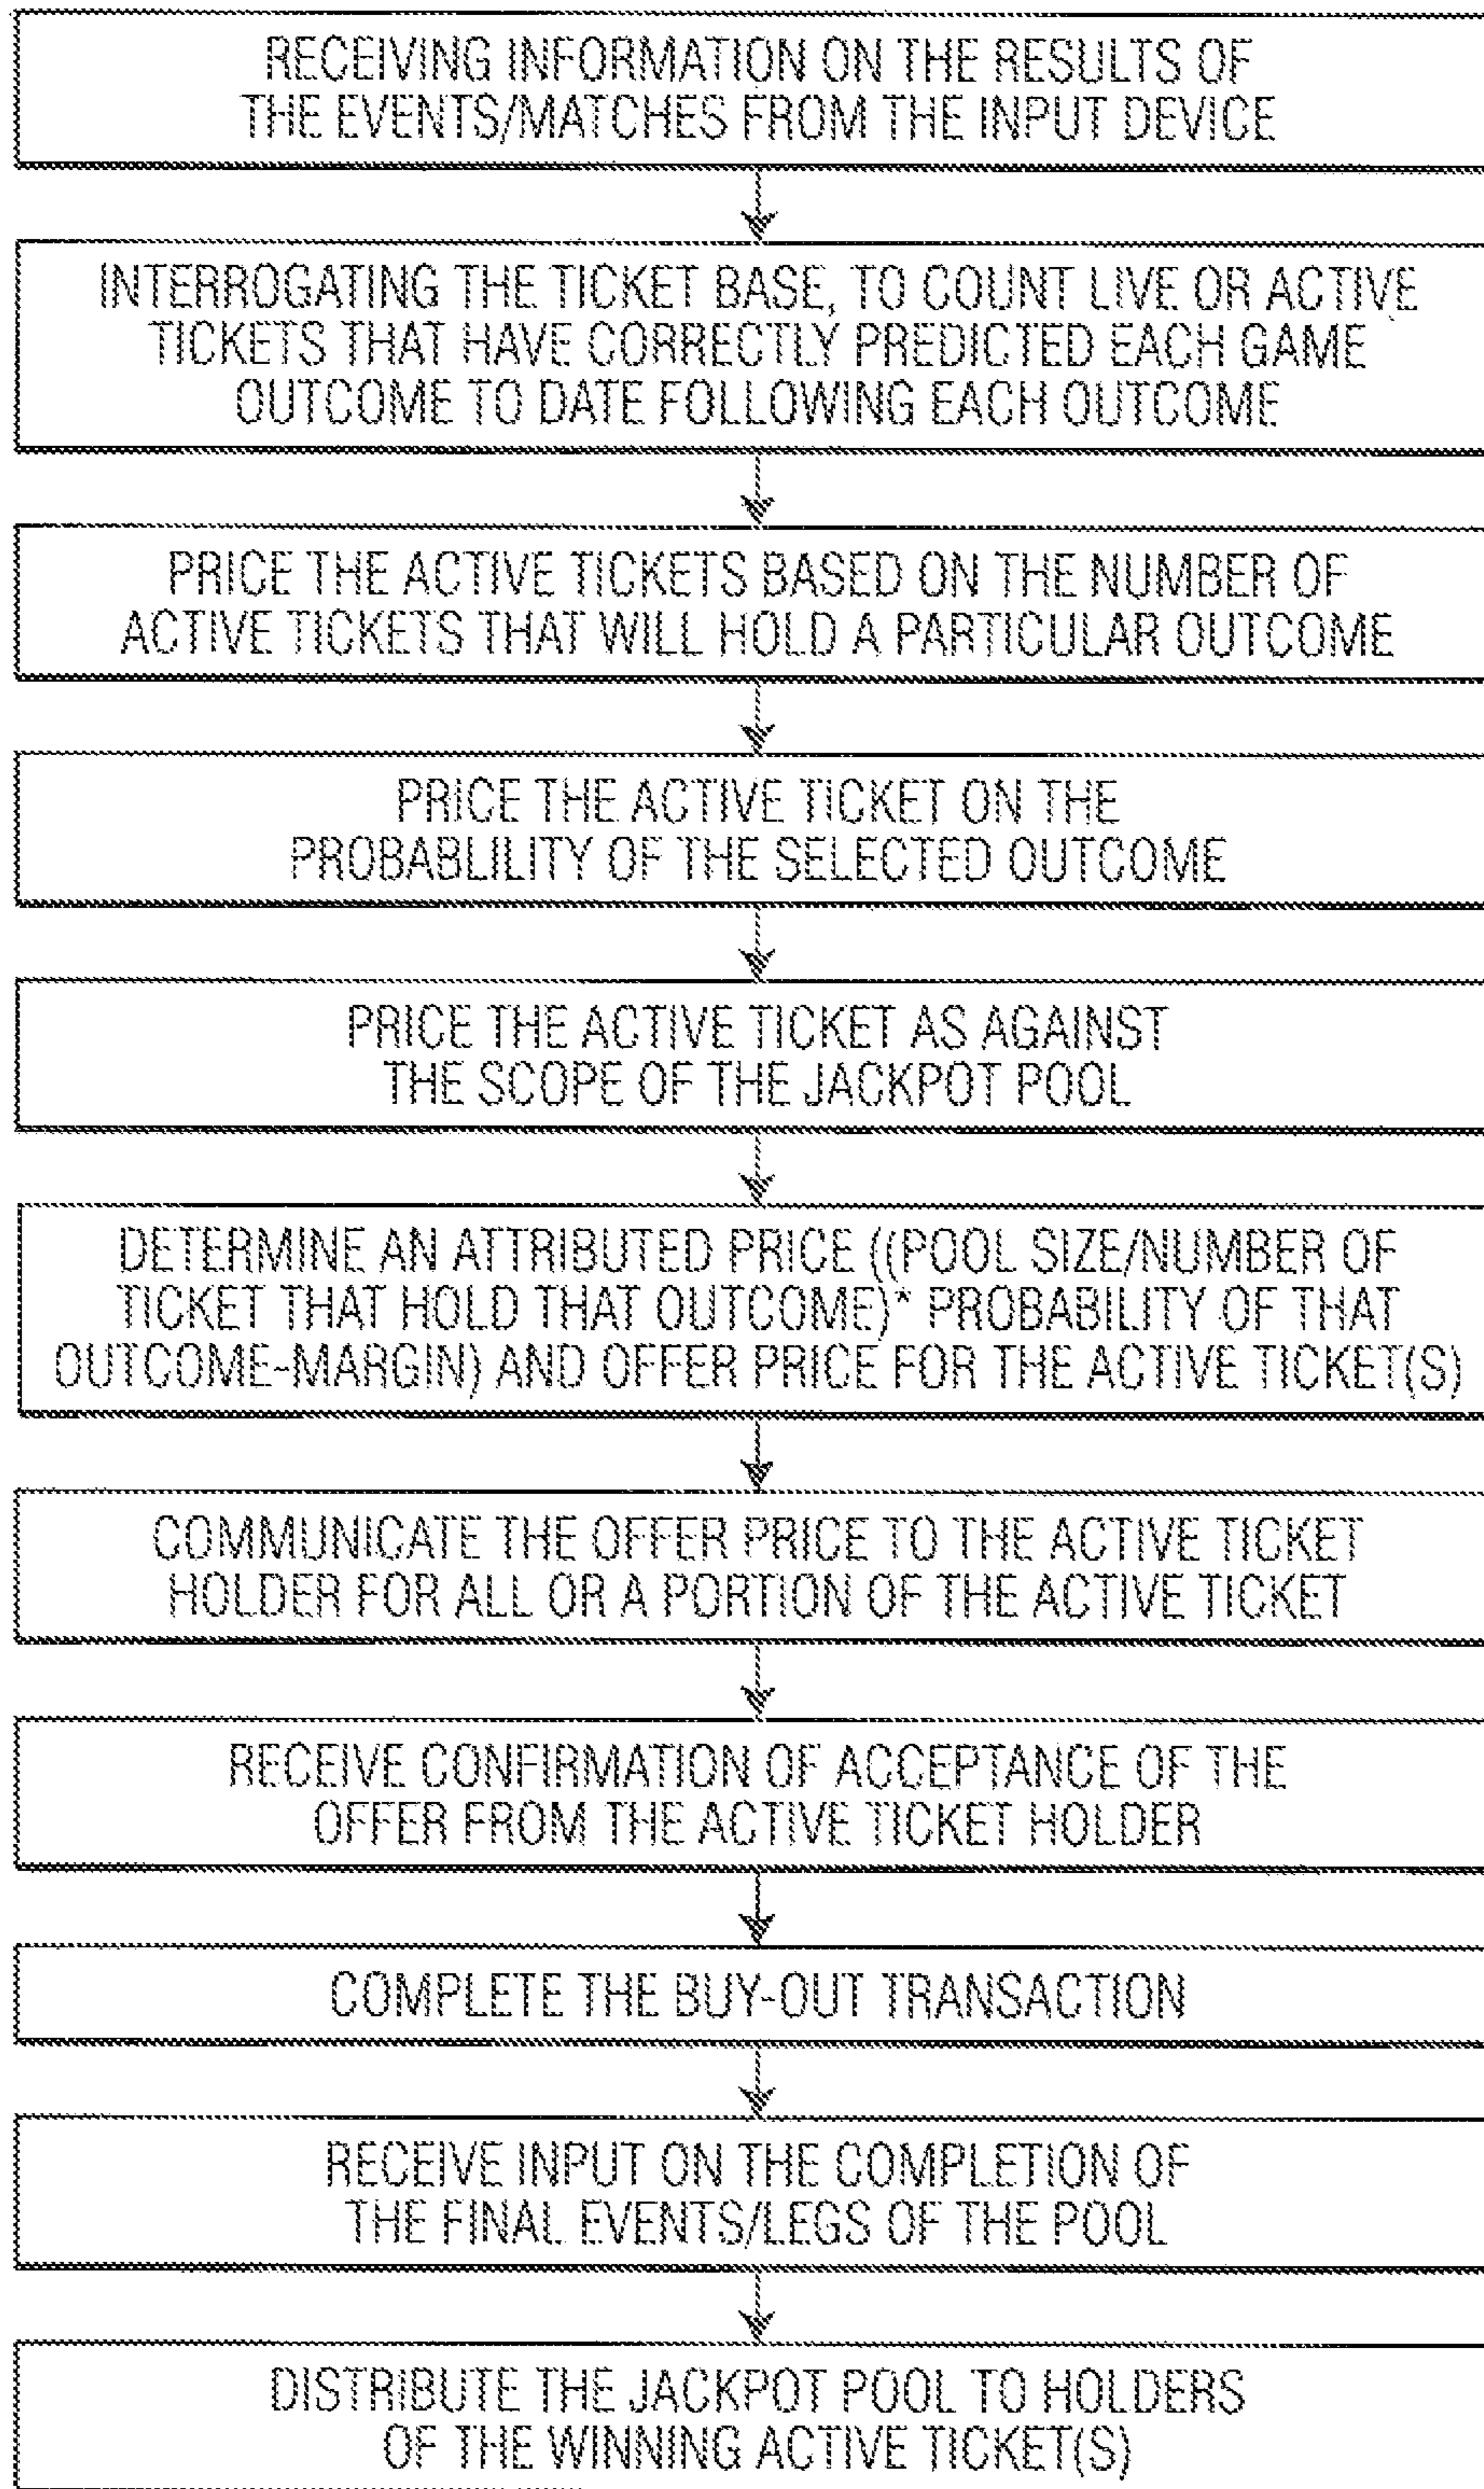 RECEIVING INFORMATION ON THE RESULTS OF
THE EVENTS/MATCHES FROM THE INPUT DEVICE
INTERROGATING THE TICKET BASE, TO COUNT LIVE OR ACTIVE
TICKETS THAT HAVE CORRECTLY PREDICTED EACH GAME
OUTCOME TO DATE FOLLOWING EACH OUTCOME
PRICE THE ACTIVE TICKETS BASED ON THE NUMBER OF
ACTIVE TICKETS THAT WILL HOLD A PARTICULAR OUTCOME
PRICE THE ACTIVE TICKET ON THE
PROBABLILITY OF THE SELECTED OUTCOME
PRICE THE ACTIVE TICKET AS AGAINST
THE SCOPE OF THE JACKPOT POOL
DETERMINE AN ATTRIBUTED PRICE ((POOL SIZE/NUMBER OF
TICKET THAT HOLD THAT OUTCOME)* PROBABILITY OF THAT
OUTCOME-MARGIN) AND OFFER PRICE FOR THE ACTIVE TICKET(S)
COMMUNICATE THE OFFER PRICE TO THE ACTIVE TICKET
HOLDER FOR ALL OR A PORTION OF THE ACTIVE TICKET
RECEIVE CONFIRMATION OF ACCEPTANCE OF THE
OFFER FROM THE ACTIVE TICKET HOLDER
COMPLETE THE BUY-OUT TRANSACTION
RECEIVE INPUT ON THE COMPLETION OF
THE FINAL EVENTS/LEGS OF THE POOL
DISTRIBUTE THE JACKPOT POOL TO HOLDERS
OF THE WINNING ACTIVE TICKET(S)